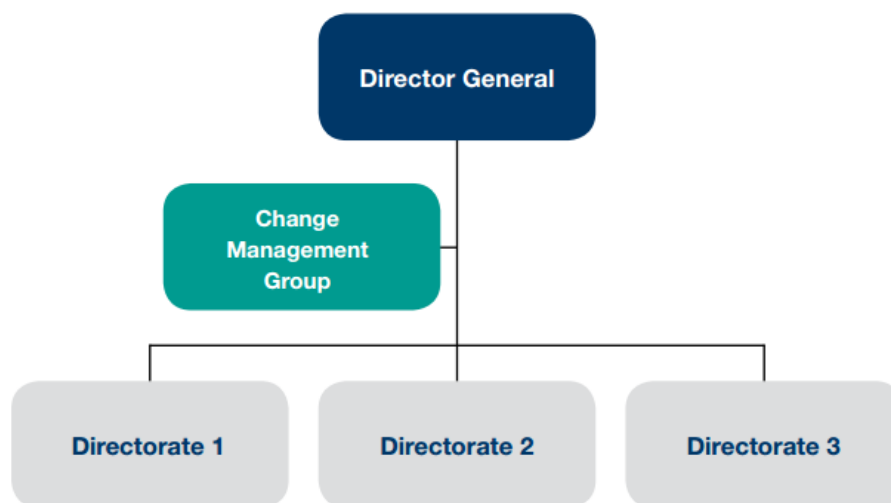 Director General
Change
Management
Group
Directorate 1
Directorate 2
Directorate 3